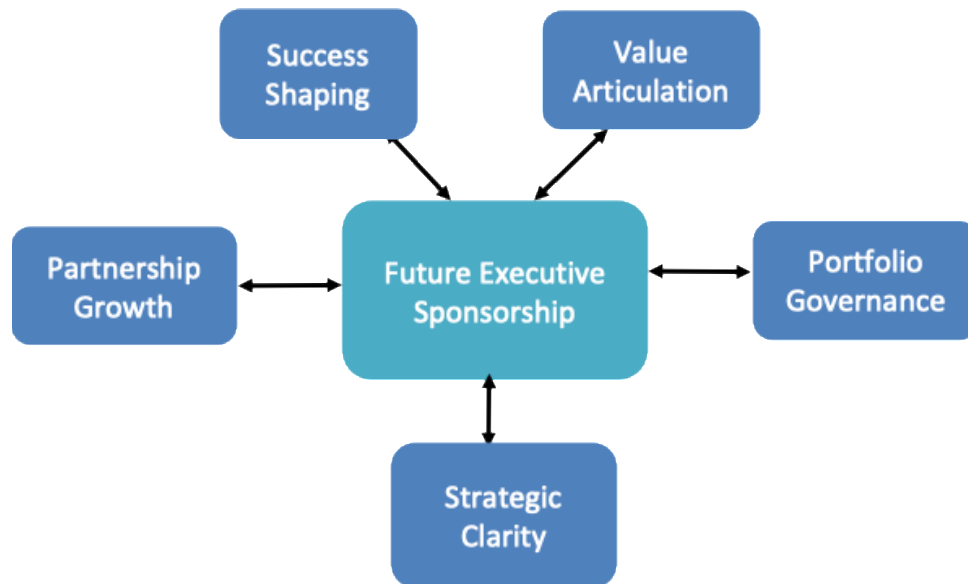 Success
Shaping
Value
Articulation
Partnership
Growth
Future Executive
Sponsorship
Portfolio
Governance
Strategic
Clarity